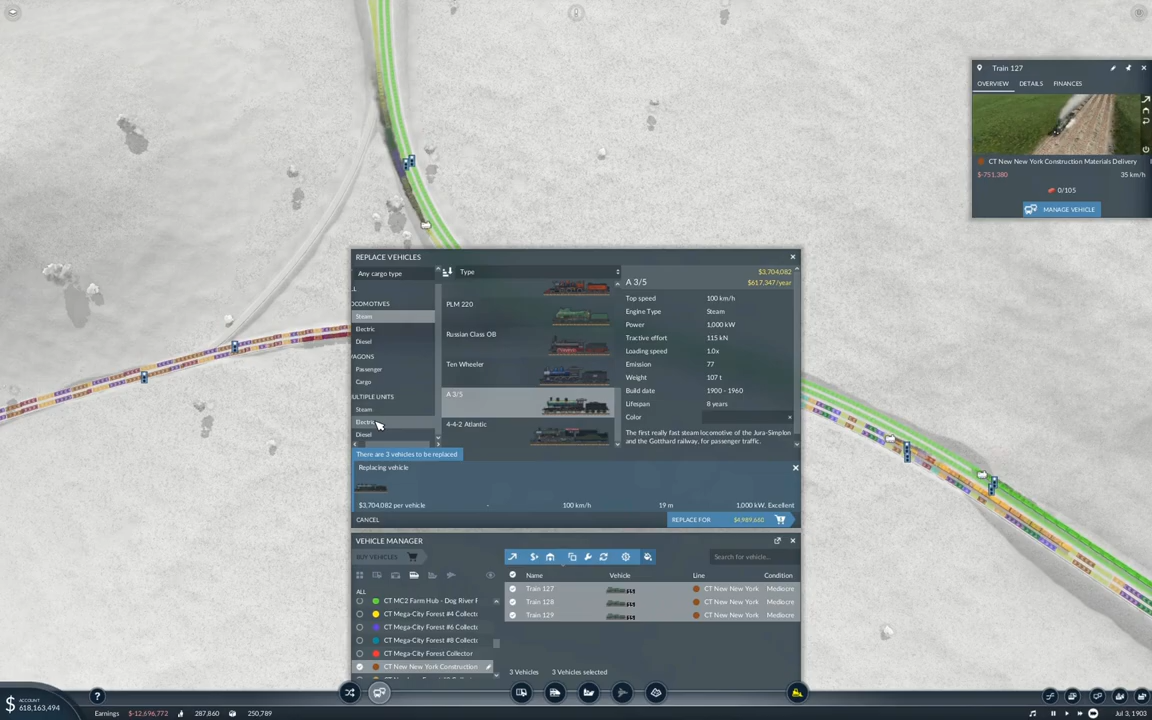 Train 127
OVERVIEW DETAILS FINANCES
CT New New York Construction Materials Delivery
$-751,380 35 km/h
0/105
MANAGE VEHICLE
REPLACE VEHICLES
Any cargo type
Type
LL
OCOMOTIVES
Steam
Electric
Diesel
WAGONS
Passenger
Cargo
ULTIPLE UNITS
Steam
Electric
Diesel
PLM 220
Russian Class OB
Ten Wheeler
A 3/5
4-4-2 Atlantic
$3,704,082
A 3/5 $617,347/year
Top speed 100 km/h
Engine Type Steam
Power 1,000 kW
Tractive effort 115 kN
Loading speed 1.0x
Emission 77
Weight 107 t
Build date 1900 - 1960
Lifespan 8 years
Color
The first really fast steam locomotive of the Jura-Simplon
and the Gotthard railway, for passenger traffic.
There are 3 vehicles to be replaced
Replacing vehicle
$3,704,082 per vehicle - 100 km/h 19 m 1,000 kW, Excellent
CANCEL REPLACE FOR $4,989,660
VEHICLE MANAGER
BUY VEHICLES
Search for vehicle...
ALL
CT MC2 Farm Hub - Dog River F
CT Mega-City Forest #4 Collecto
CT Mega-City Forest #6 Collecto
CT Mega-City Forest #8 Collecto
CT Mega-City Forest Collector
CT New New York Construction
Name Vehicle Line Condition
Train 127 CT New New York Mediocre
Train 128 CT New New York Mediocre
Train 129 CT New New York Mediocre
3 Vehicles 3 Vehicles selected
$ ACCOUNT
618,163,494
?
Earnings $-12,696,772 287,860 250,789
Jul 3, 1903